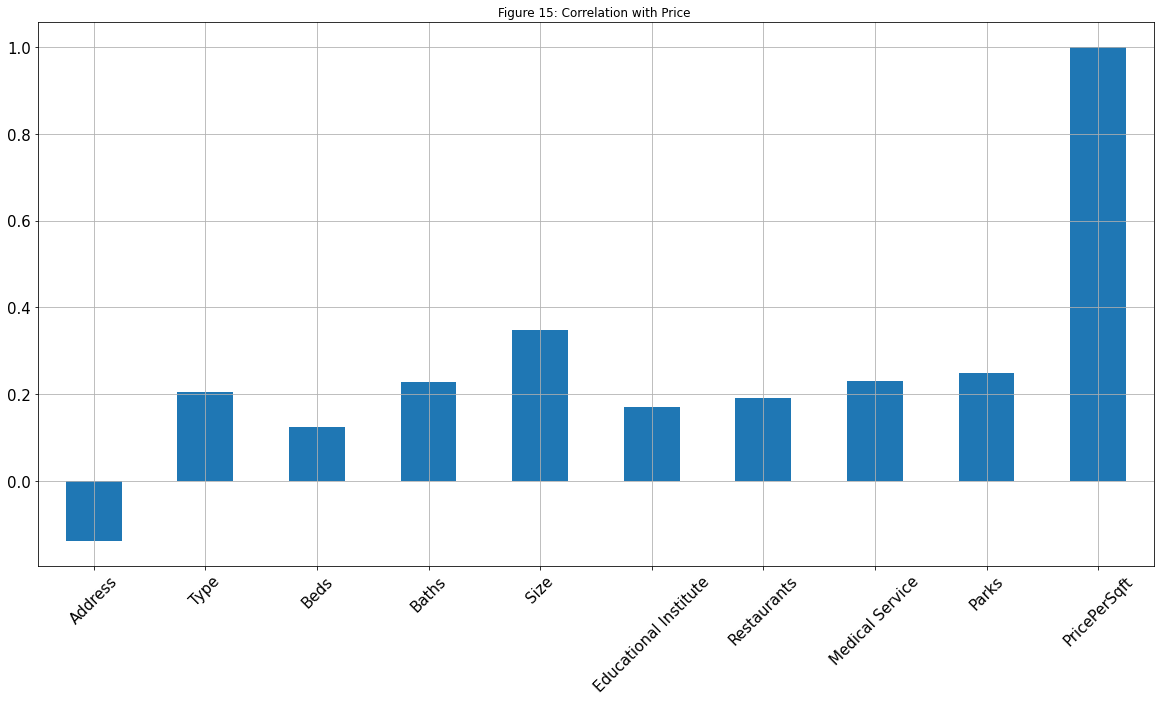 Figure 15: Correlation with Price
1.0
0.8
0.6
0.4
0.2
0.0
Address
Type
Beds
Baths
Size
Educational Institute
Restaurants
Medical Service
Parks
PricePerSqft